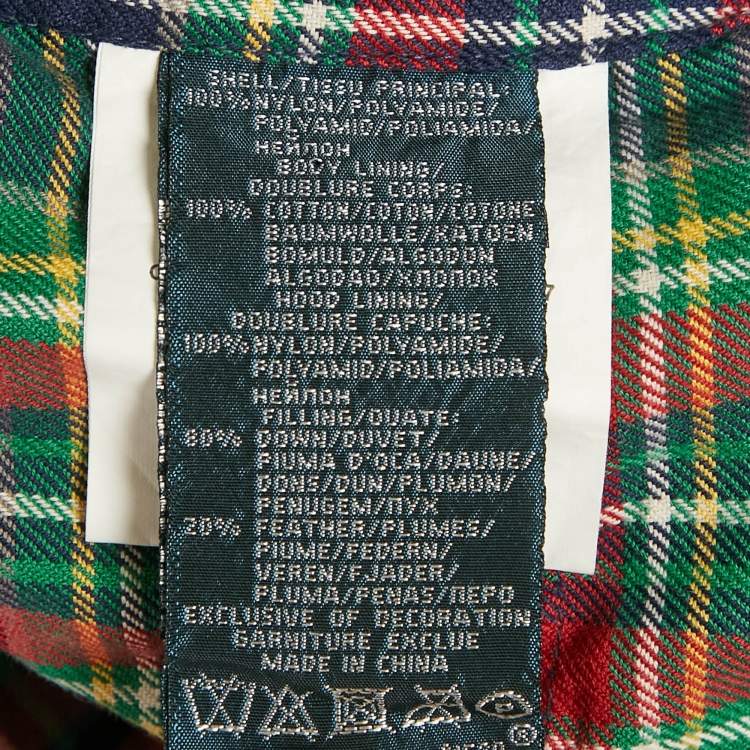 SHELL/TISSU PRINCIPAL:
100% NYLON/POLYAMIDE/
POLYAMID/POLIAMIDA/
НЕЙЛОН
BODY LINING/
DOUBLURE CORPS:
100% COTTON/COTON/COTONE
BAUMWOLLE/KATOEN
BOMULD/ALGODON
ALGODAO/ХЛОПОК
HOOD LINING/
DOUBLURE CAPUCHE:
100% NYLON/POLYAMIDE/
POLYAMID/POLIAMIDA/
НЕЙЛОН
FILLING/OUATE:
80% DOWN/DUVET/
PIUMA D'OCA/DAUNE/
DONS/DUN/PLUMON/
PENUGEM/ПУХ
20% FEATHER/PLUMES/
PIUME/FEDERN/
VEREN/FJADER/
PLUMA/PENAS/ПЕРО
EXCLUSIVE OF DECORATION
GARNITURE EXCLUE
MADE IN CHINA
®